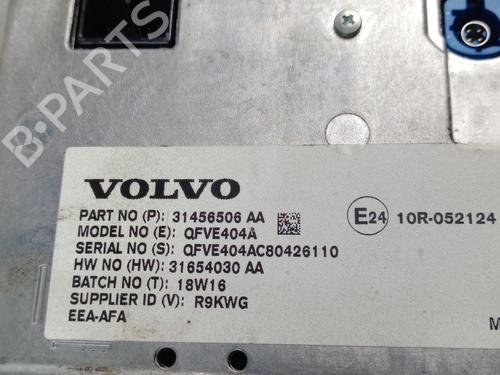 B-PARTS
VOLVO
PART NO (P): 31456506 AA
MODEL NO (E): QFVE404A
SERIAL NO (S): QFVE404AC80426110
HW NO (HW): 31654030 AA
BATCH NO (T): 18W16
SUPPLIER ID (V): R9KWG
EEA-AFA
E24 10R-052124